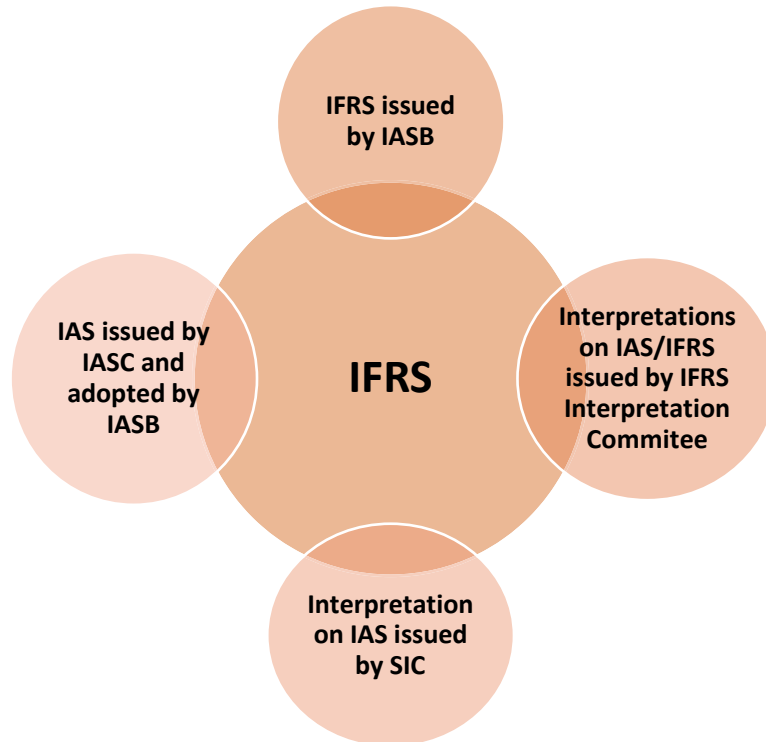 IFRS issued
by IASB
IAS issued by
IASC and
adopted by
IASB
IFRS
Interpretations
on IAS/IFRS
issued by IFRS
Interpretation
Commitee
Interpretation
on IAS issued
by SIC